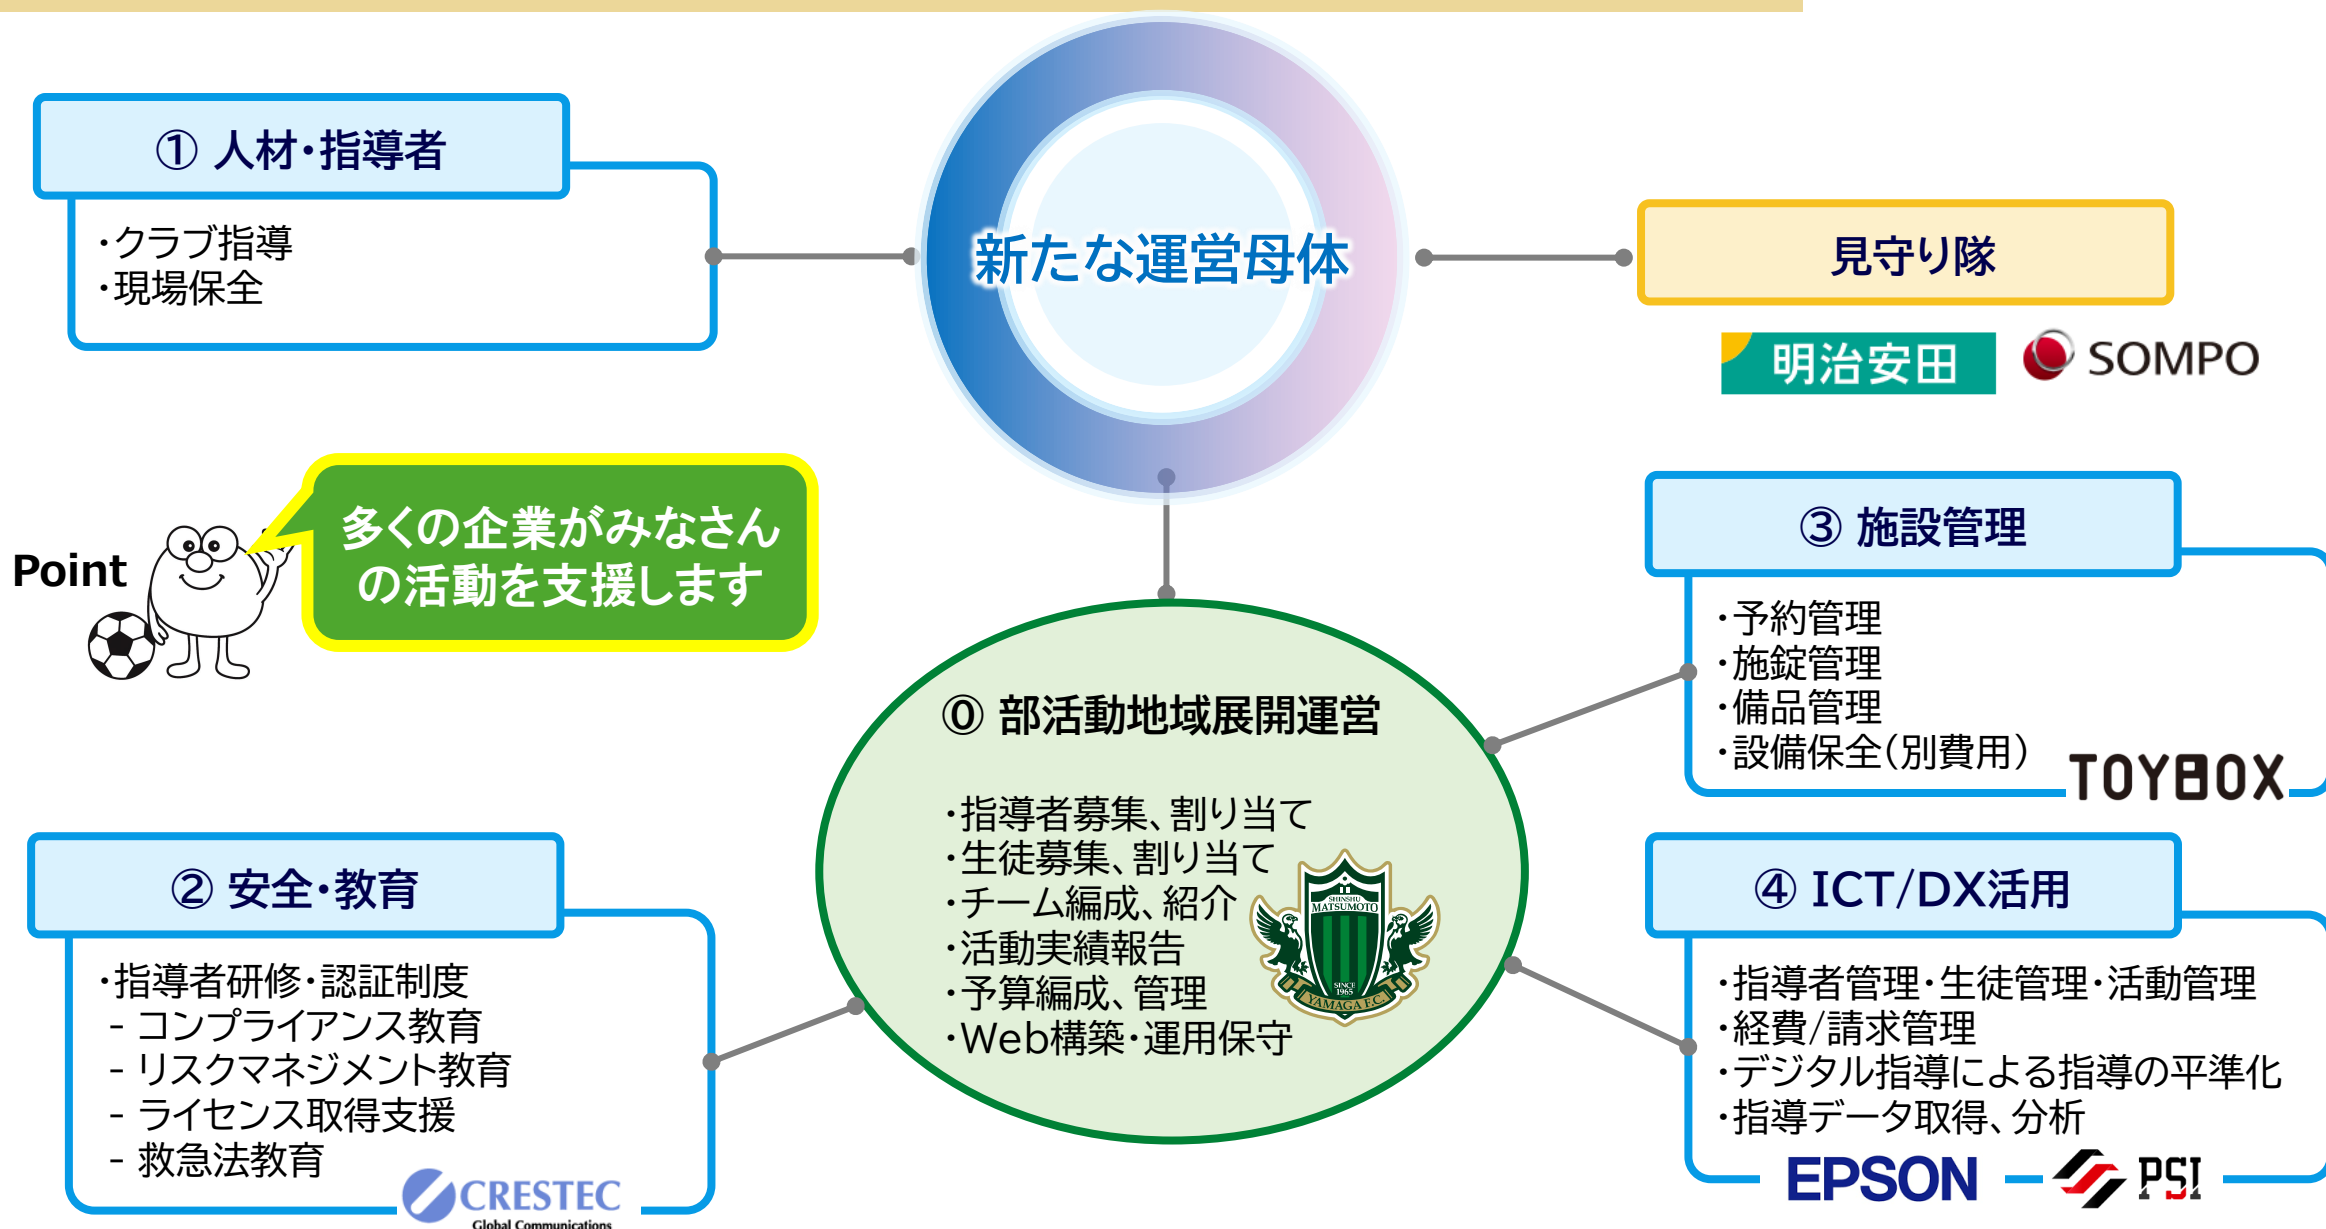 新たな運営母体
① 人材・指導者
・クラブ指導
・現場保全
見守り隊
明治安田
SOMPO
Point
多くの企業がみなさん
の活動を支援します
⓪ 部活動地域展開運営
・指導者募集、割り当て
・生徒募集、割り当て
・チーム編成、紹介
・活動実績報告
・予算編成、管理
・Web構築・運用保守
SHINSHU
MATSUMOTO
SINCE
1965
YAMAGA F.C.
② 安全・教育
・指導者研修・認証制度
- コンプライアンス教育
- リスクマネジメント教育
- ライセンス取得支援
- 救急法教育
CRESTEC
Global Communications
③ 施設管理
・予約管理
・施錠管理
・備品管理
・設備保全(別費用)
TOYBOX
④ ICT/DX活用
・指導者管理・生徒管理・活動管理
・経費/請求管理
・デジタル指導による指導の平準化
・指導データ取得、分析
EPSON
PSI